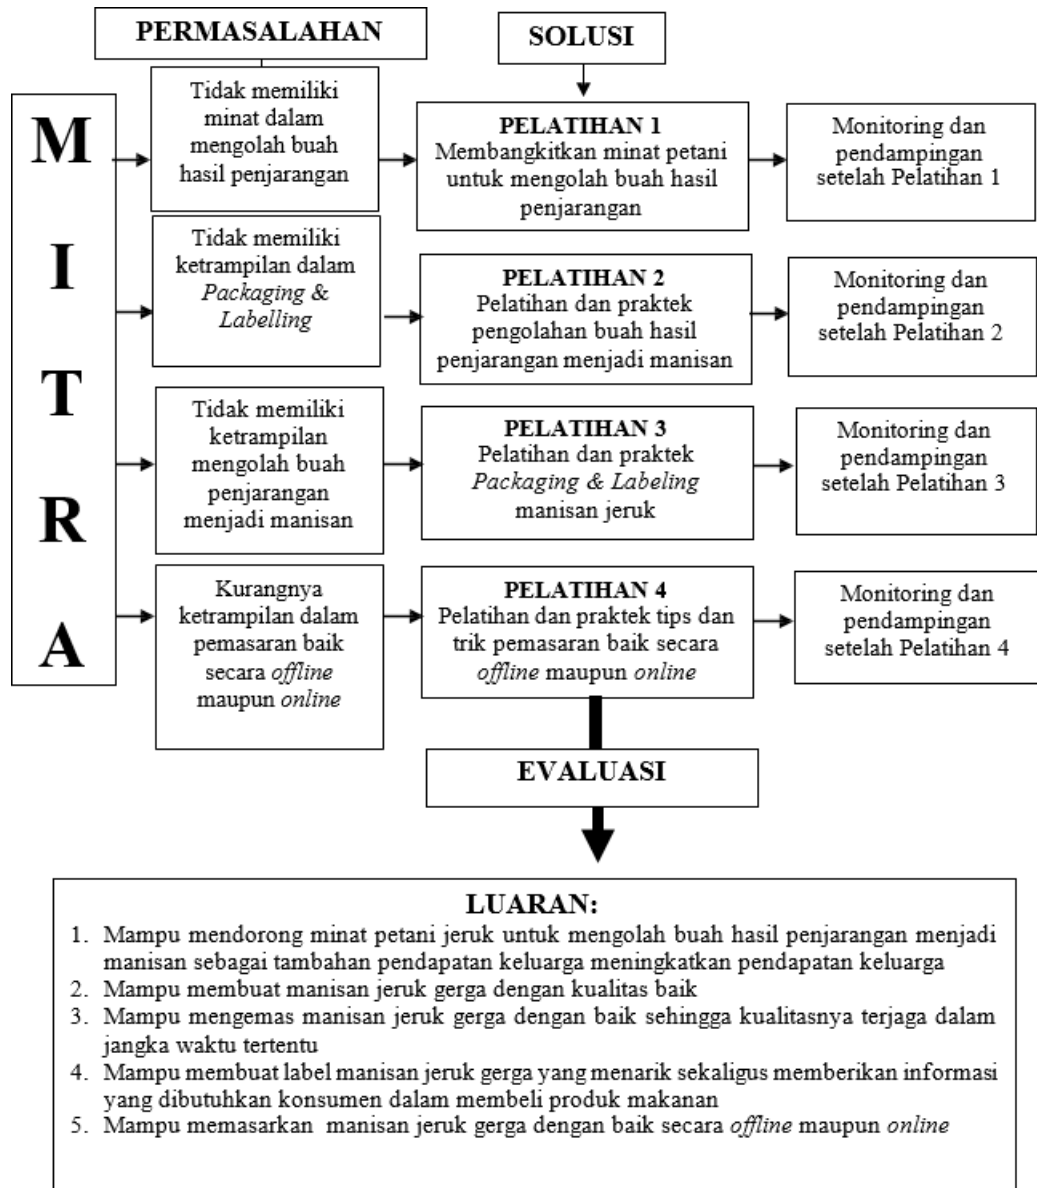 PERMASALAHAN
SOLUSI
M
I
T
R
A
Tidak memiliki
minat dalam
mengolah buah
hasil penjarangan
PELATIHAN 1
Membangkitkan minat petani
untuk mengolah buah hasil
penjarangan
Monitoring dan
pendampingan
setelah Pelatihan 1
Tidak memiliki
ketrampilan dalam
Packaging &
Labelling
PELATIHAN 2
Pelatihan dan praktek
pengolahan buah hasil
penjarangan menjadi manisan
Monitoring dan
pendampingan
setelah Pelatihan 2
Tidak memiliki
ketrampilan
mengolah buah
penjarangan
menjadi manisan
PELATIHAN 3
Pelatihan dan praktek
Packaging & Labeling
manisan jeruk
Monitoring dan
pendampingan
setelah Pelatihan 3
Kurangnya
ketrampilan dalam
pemasaran baik
secara offline
maupun online
PELATIHAN 4
Pelatihan dan praktek tips dan
trik pemasaran baik secara
offline maupun online
Monitoring dan
pendampingan
setelah Pelatihan 4
EVALUASI
LUARAN:
1. Mampu mendorong minat petani jeruk untuk mengolah buah hasil penjarangan menjadi
manisan sebagai tambahan pendapatan keluarga meningkatkan pendapatan keluarga
2. Mampu membuat manisan jeruk gerga dengan kualitas baik
3. Mampu mengemas manisan jeruk gerga dengan baik sehingga kualitasnya terjaga dalam
jangka waktu tertentu
4. Mampu membuat label manisan jeruk gerga yang menarik sekaligus memberikan informasi
yang dibutuhkan konsumen dalam membeli produk makanan
5. Mampu memasarkan manisan jeruk gerga dengan baik secara offline maupun online